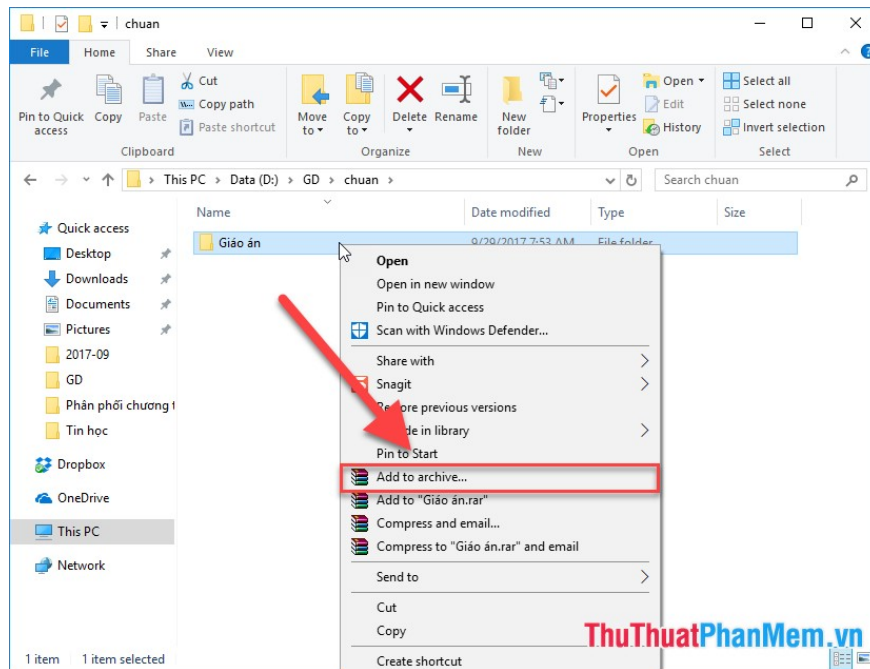 chuan
File Home Share View
Pin to Quick access
Copy
Paste
Cut
Copy path
Paste shortcut
Clipboard
Move to
Copy to
Delete
Rename
Organize
New folder
New
Properties
Open
Edit
History
Open
Select all
Select none
Invert selection
Select
This PC > Data (D:) > GD > chuan >
Search chuan
Quick access
Desktop
Downloads
Documents
Pictures
2017-09
GD
Phân phối chương t
Tin học
Dropbox
OneDrive
This PC
Network
Name Date modified Type Size
Giáo án 9/29/2017 7:53 AM File folder
Open
Open in new window
Pin to Quick access
Scan with Windows Defender...
Share with
Snagit
previous versions
in library
Pin to Start
Add to archive...
Add to "Giáo án.rar"
Compress and email...
Compress to "Giáo án.rar" and email
Send to
Cut
Copy
Create shortcut
ThuThuatPhanMem.vn
1 item 1 item selected